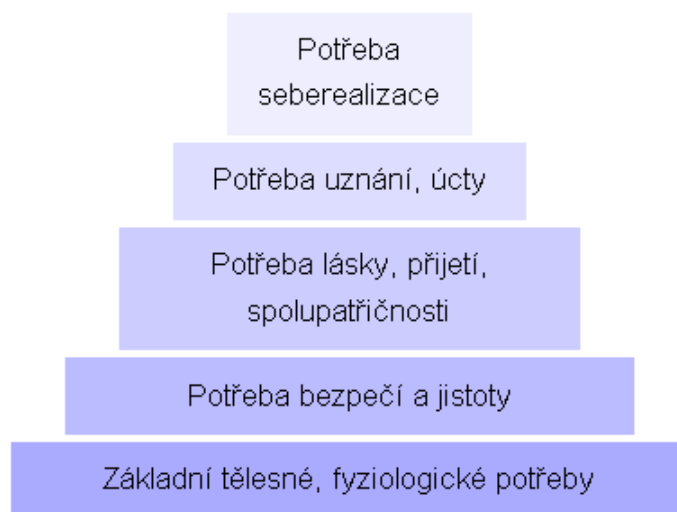 Potřeba
seberealizace
Potřeba uznání, úcty
Potřeba lásky, přijetí,
spolupatřičnosti
Potřeba bezpečí a jistoty
Základní tělesné, fyziologické potřeby